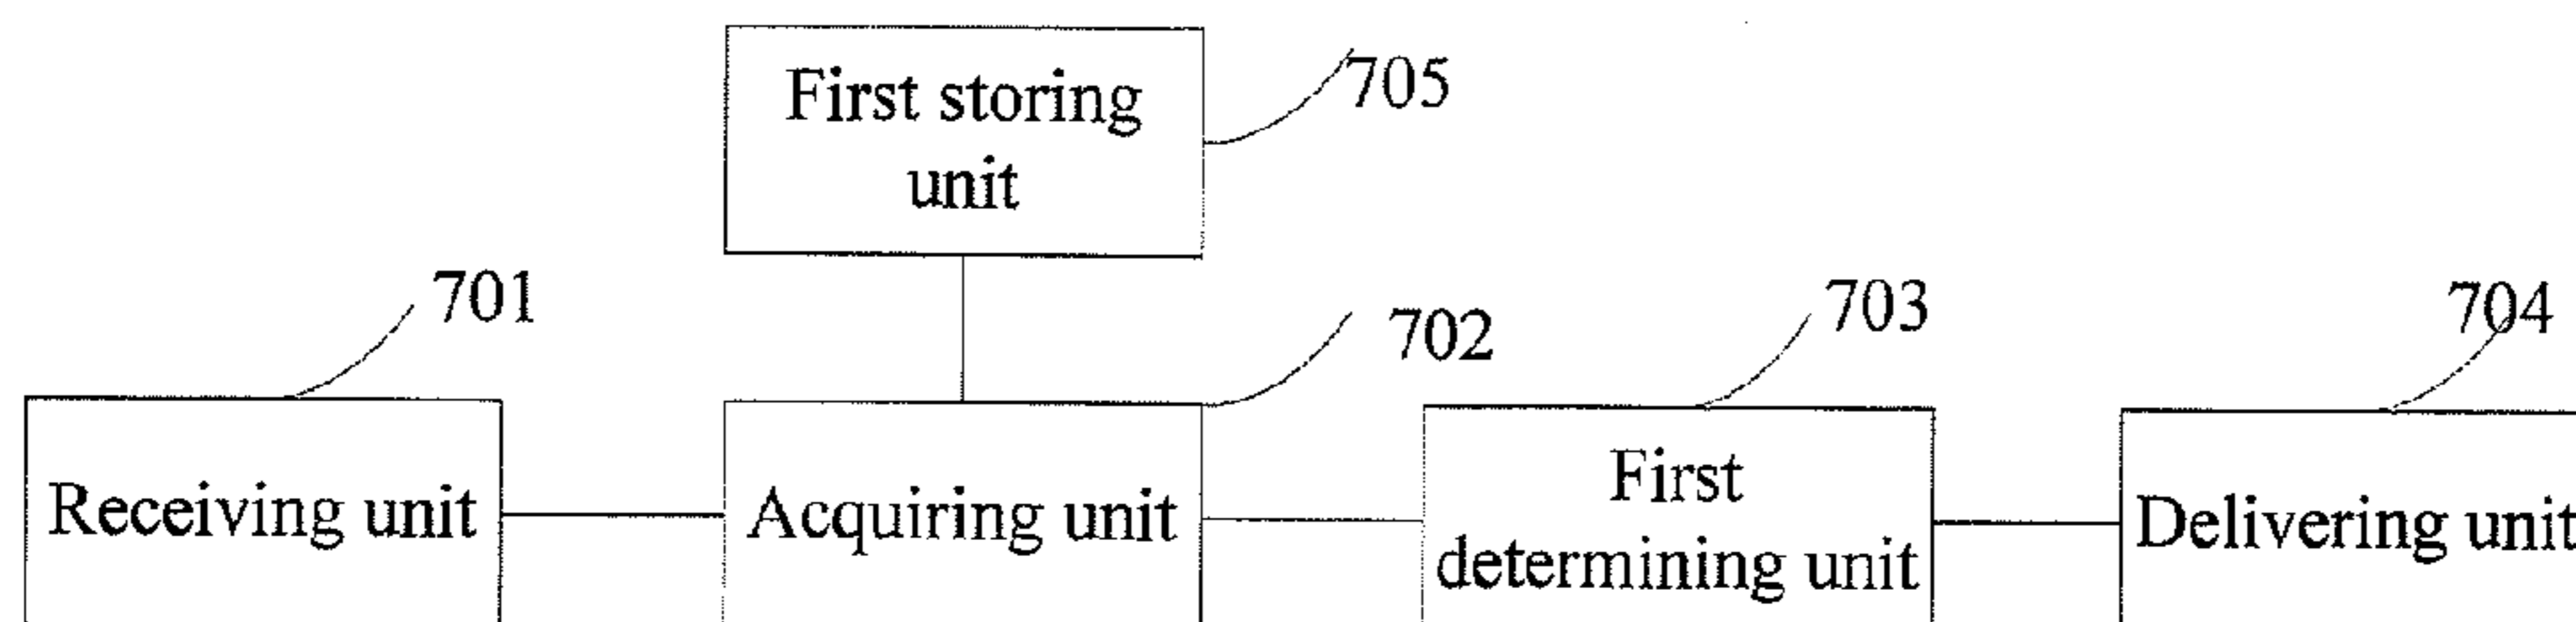 First storing
unit
705
701
702
703
704
Receiving unit
Acquiring unit
First
determining unit
Delivering unit